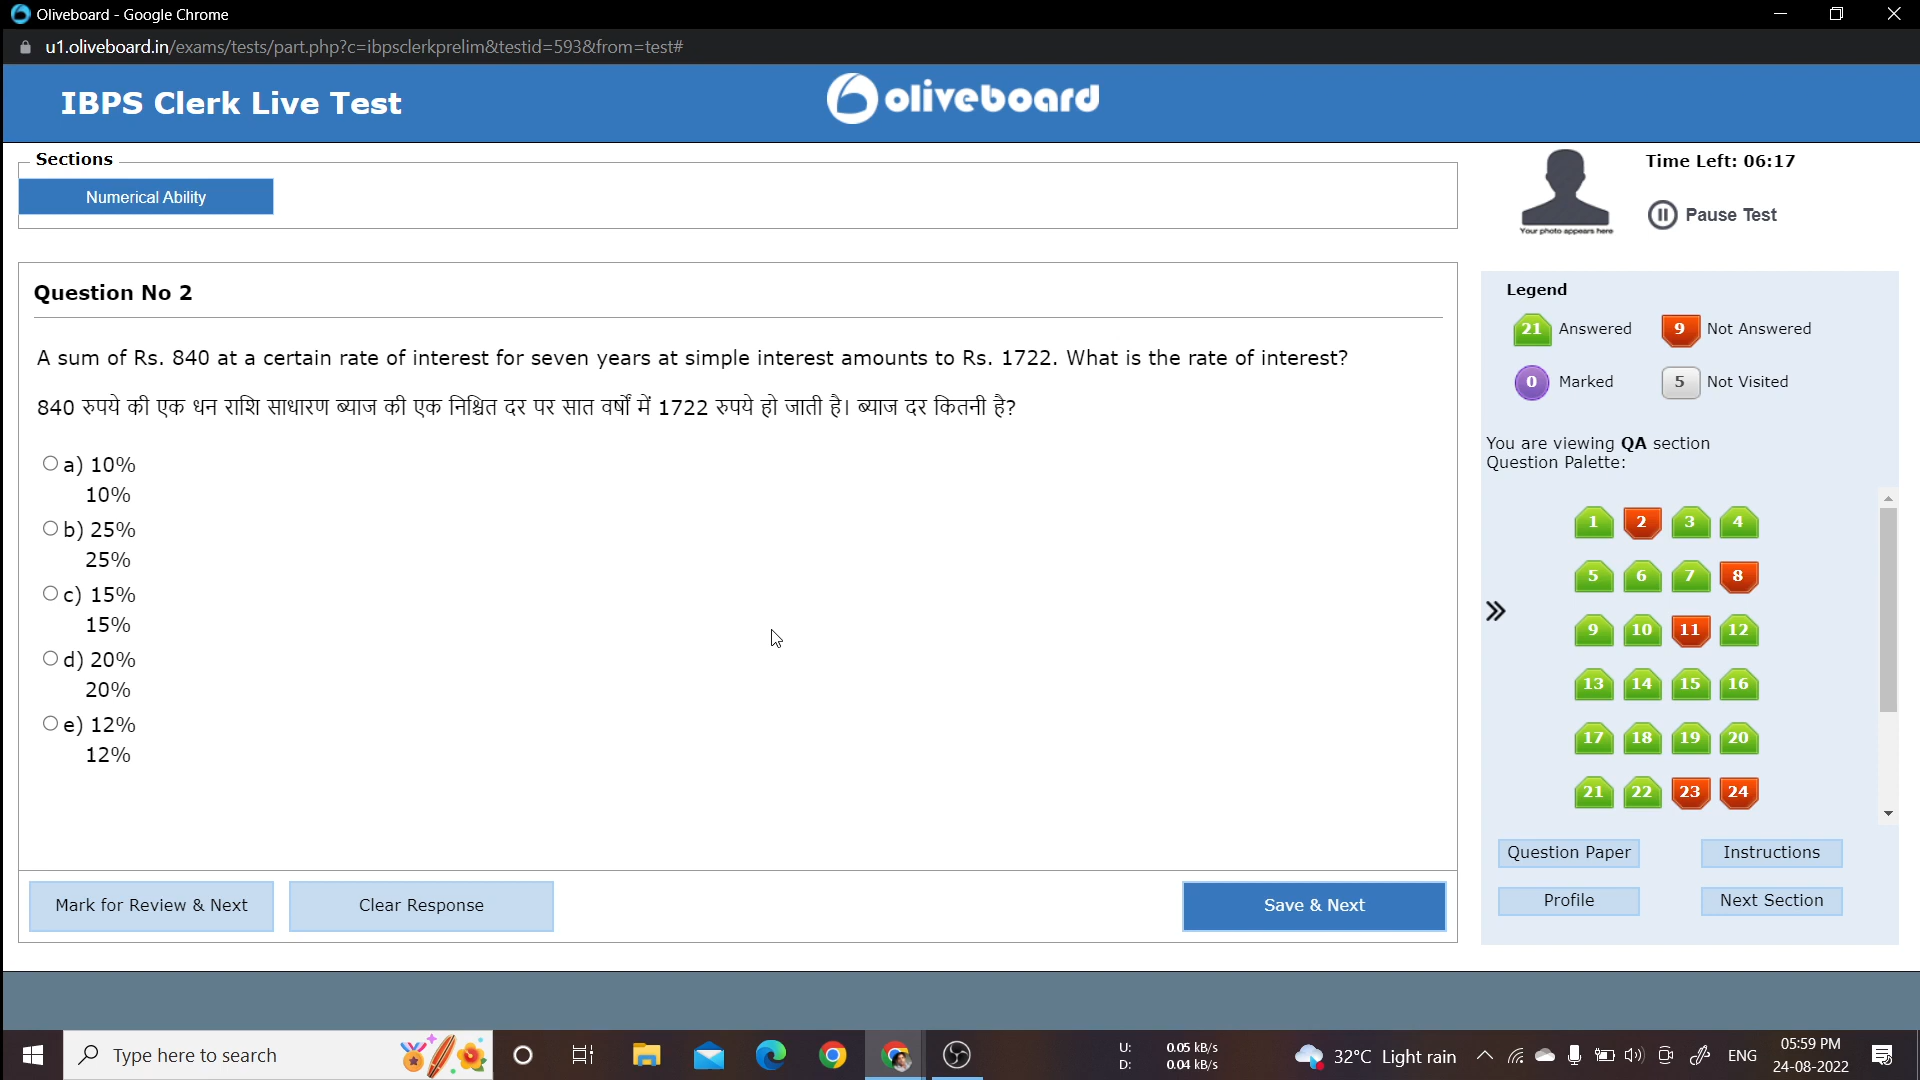 Oliveboard - Google Chrome
u1.oliveboard.in/exams/tests/part.php?c=ibpsclerkprelim&testid=593&from=test#
IBPS Clerk Live Test
oliveboard
Sections
Numerical Ability
Your photo appears here
Time Left: 06:17
Pause Test
Question No 2
A sum of Rs. 840 at a certain rate of interest for seven years at simple interest amounts to Rs. 1722. What is the rate of interest?
840 रुपये की एक धन राशि साधारण ब्याज की एक निश्चित दर पर सात वर्षों में 1722 रुपये हो जाती है। ब्याज दर कितनी है?
a) 10%
10%
b) 25%
25%
c) 15%
15%
d) 20%
20%
e) 12%
12%
Mark for Review & Next
Clear Response
Save & Next
Legend
21 Answered
9 Not Answered
0 Marked
5 Not Visited
You are viewing QA section
Question Palette:
1 2 3 4
5 6 7 8
9 10 11 12
13 14 15 16
17 18 19 20
21 22 23 24
Question Paper
Instructions
Profile
Next Section
Type here to search
U: 0.05 kB/s
D: 0.04 kB/s
32°C Light rain
ENG
05:59 PM
24-08-2022